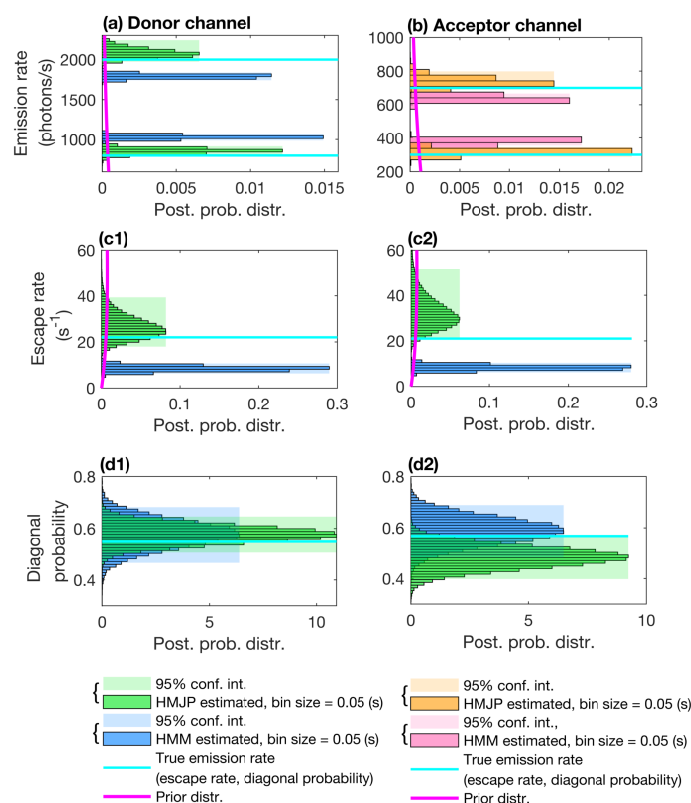 (a) Donor channel
(b) Acceptor channel
Emission rate
(photons/s)
2000
1500
1000
0
0.005
0.01
0.015
Post. prob. distr.
1000
800
600
400
200
0
0.005
0.01
0.015
0.02
Post. prob. distr.
(c1)
(c2)
Escape rate
(s⁻¹)
60
40
20
0
0
0.1
0.2
0.3
Post. prob. distr.
60
40
20
0
0
0.1
0.2
0.3
Post. prob. distr.
(d1)
(d2)
Diagonal
probability
0.8
0.6
0.4
0
5
10
Post. prob. distr.
0.8
0.6
0.4
0
5
10
Post. prob. distr.
{ 95% conf. int.
HMJP estimated, bin size = 0.05 (s)
{ 95% conf. int.
HMM estimated, bin size = 0.05 (s)
True emission rate
(escape rate, diagonal probability)
Prior distr.
{ 95% conf. int.
HMJP estimated, bin size = 0.05 (s)
{ 95% conf. int.,
HMM estimated, bin size = 0.05 (s)
True emission rate
(escape rate, diagonal probability)
Prior distr.